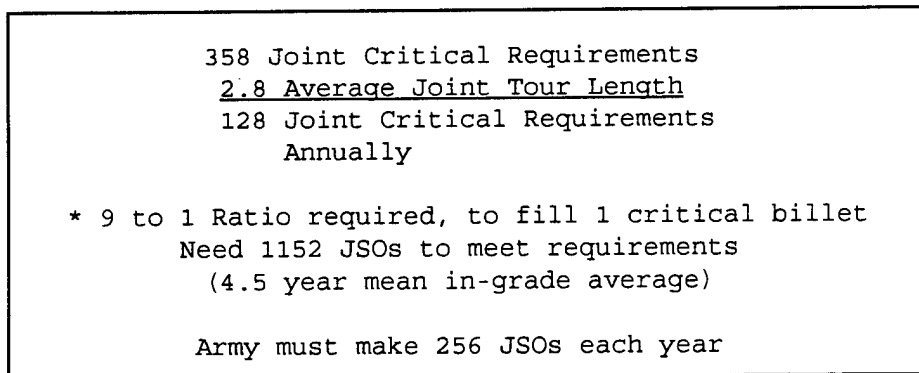 358 Joint Critical Requirements
2.8 Average Joint Tour Length
128 Joint Critical Requirements
Annually
* 9 to 1 Ratio required, to fill 1 critical billet
Need 1152 JSOs to meet requirements
(4.5 year mean in-grade average)
Army must make 256 JSOs each year